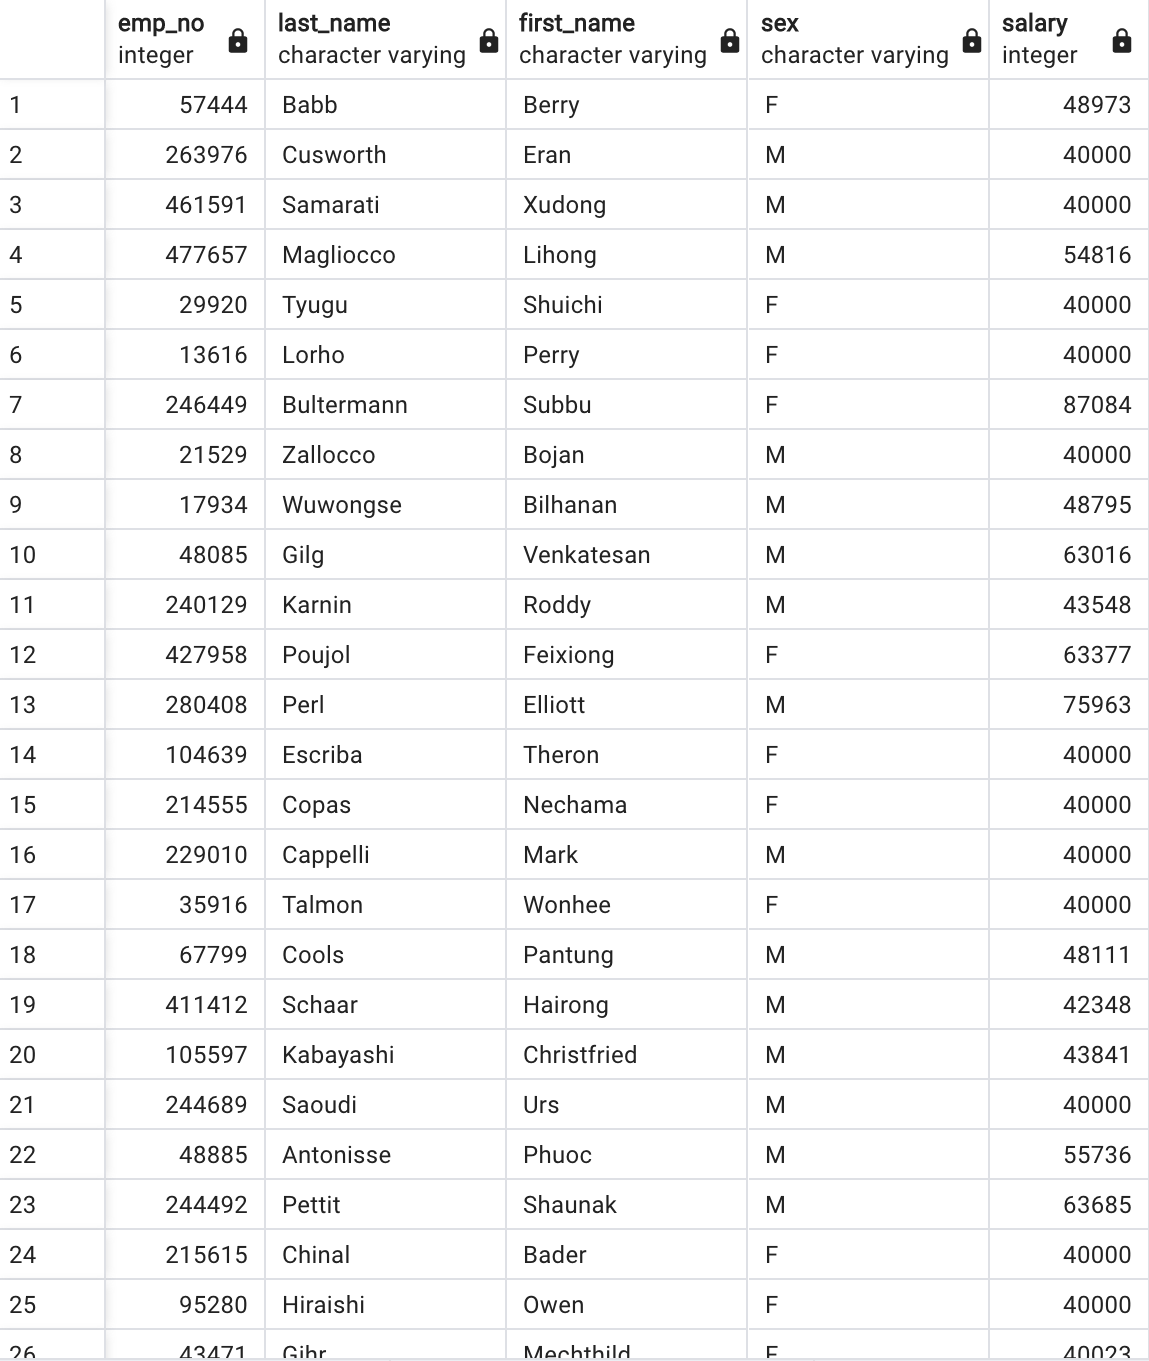 emp_no last_name first_name sex salary
integer character varying character varying character varying integer
1 57444 Babb Berry F 48973
2 263976 Cusworth Eran M 40000
3 461591 Samarati Xudong M 40000
4 477657 Magliocco Lihong M 54816
5 29920 Tyugu Shuichi F 40000
6 13616 Lorho Perry F 40000
7 246449 Bultermann Subbu F 87084
8 21529 Zallocco Bojan M 40000
9 17934 Wuwongse Bilhanan M 48795
10 48085 Gilg Venkatesan M 63016
11 240129 Karnin Roddy M 43548
12 427958 Poujol Feixiong F 63377
13 280408 Perl Elliott M 75963
14 104639 Escriba Theron F 40000
15 214555 Copas Nechama F 40000
16 229010 Cappelli Mark M 40000
17 35916 Talmon Wonhee F 40000
18 67799 Cools Pantung M 48111
19 411412 Schaar Hairong M 42348
20 105597 Kabayashi Christfried M 43841
21 244689 Saoudi Urs M 40000
22 48885 Antonisse Phuoc M 55736
23 244492 Pettit Shaunak M 63685
24 215615 Chinal Bader F 40000
25 95280 Hiraishi Owen F 40000
26 43471 Gihr Mechthild F 40023